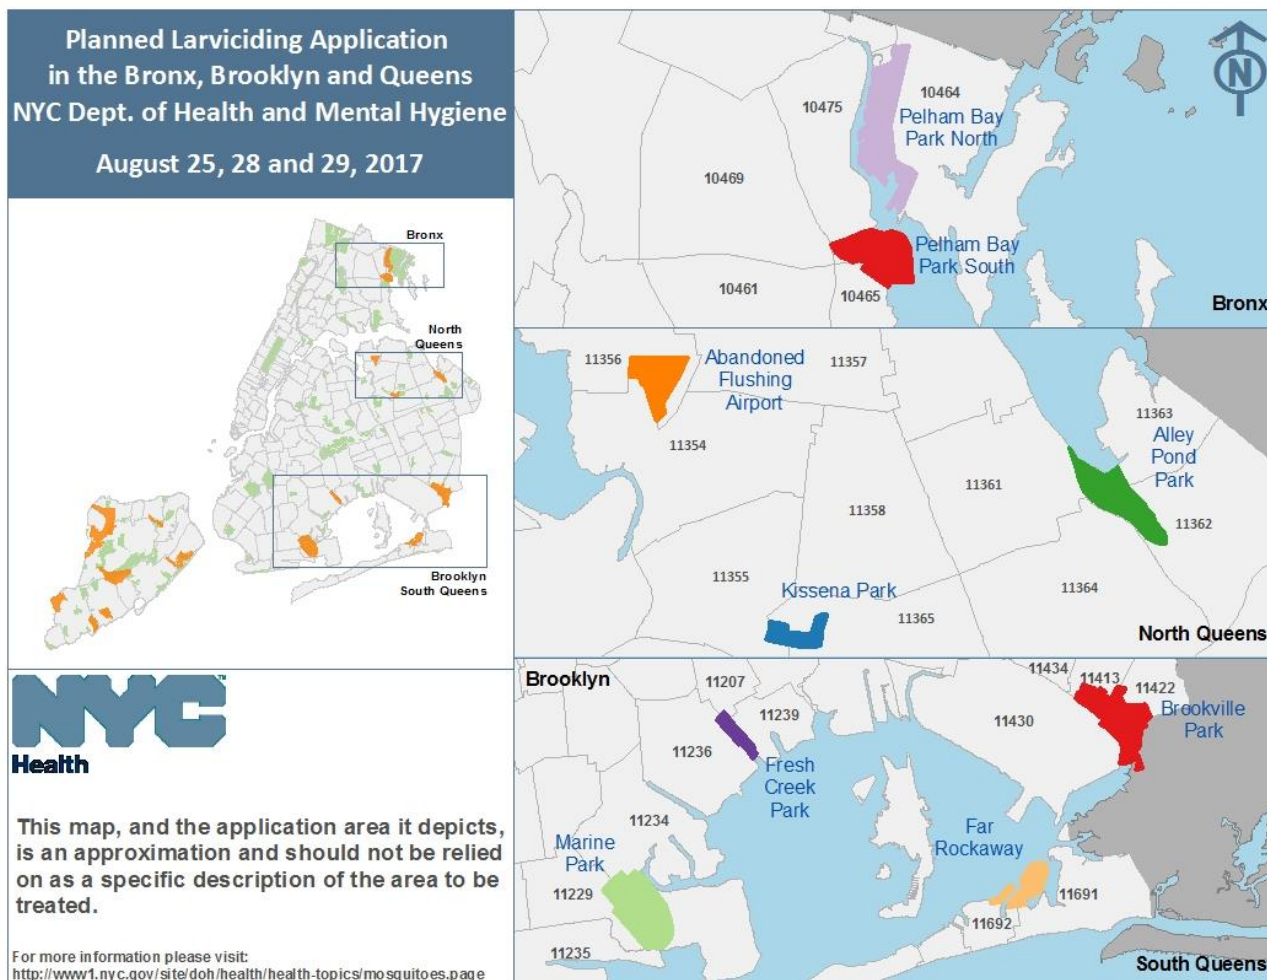 Planned Larviciding Application
in the Bronx, Brooklyn and Queens
NYC Dept. of Health and Mental Hygiene
August 25, 28 and 29, 2017
Bronx
North
Queens
Brooklyn
South Queens
NYC
Health
This map, and the application area it depicts,
is an approximation and should not be relied
on as a specific description of the area to be
treated.
For more information please visit:
http://www1.nyc.gov/site/doh/health/health-topics/mosquitoes.page
N
10475
10464
Pelham Bay
Park North
10469
Pelham Bay
Park South
10461
10465
Bronx
11356
Abandoned
Flushing
Airport
11357
11354
11363
Alley
Pond
Park
11361
11358
11362
11355
Kissena Park
11365
11364
North Queens
Brooklyn
11207
11239
11236
Fresh
Creek
Park
11234
Marine
Park
11229
11235
11434
11413
11422
11430
Brookville
Park
Far
Rockaway
11691
11692
South Queens